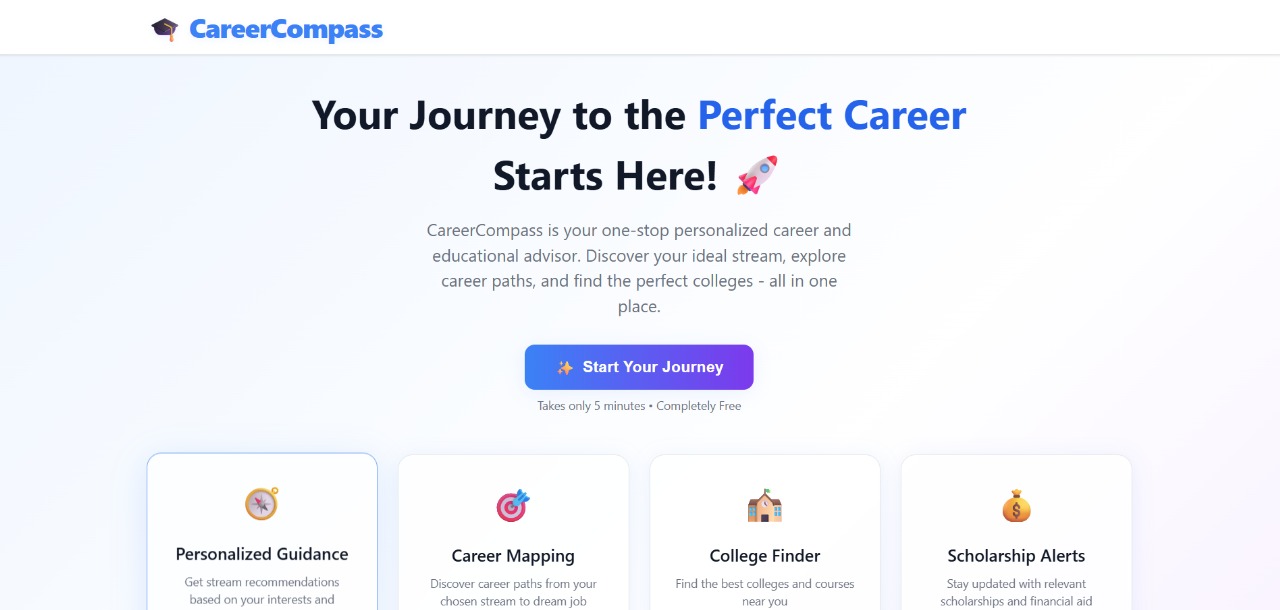 CareerCompass
Your Journey to the Perfect Career
Starts Here!
CareerCompass is your one-stop personalized career and
educational advisor. Discover your ideal stream, explore
career paths, and find the perfect colleges - all in one
place.
Start Your Journey
Takes only 5 minutes • Completely Free
Personalized Guidance
Get stream recommendations
based on your interests and
Career Mapping
Discover career paths from your
chosen stream to dream job
College Finder
Find the best colleges and courses
near you
Scholarship Alerts
Stay updated with relevant
scholarships and financial aid